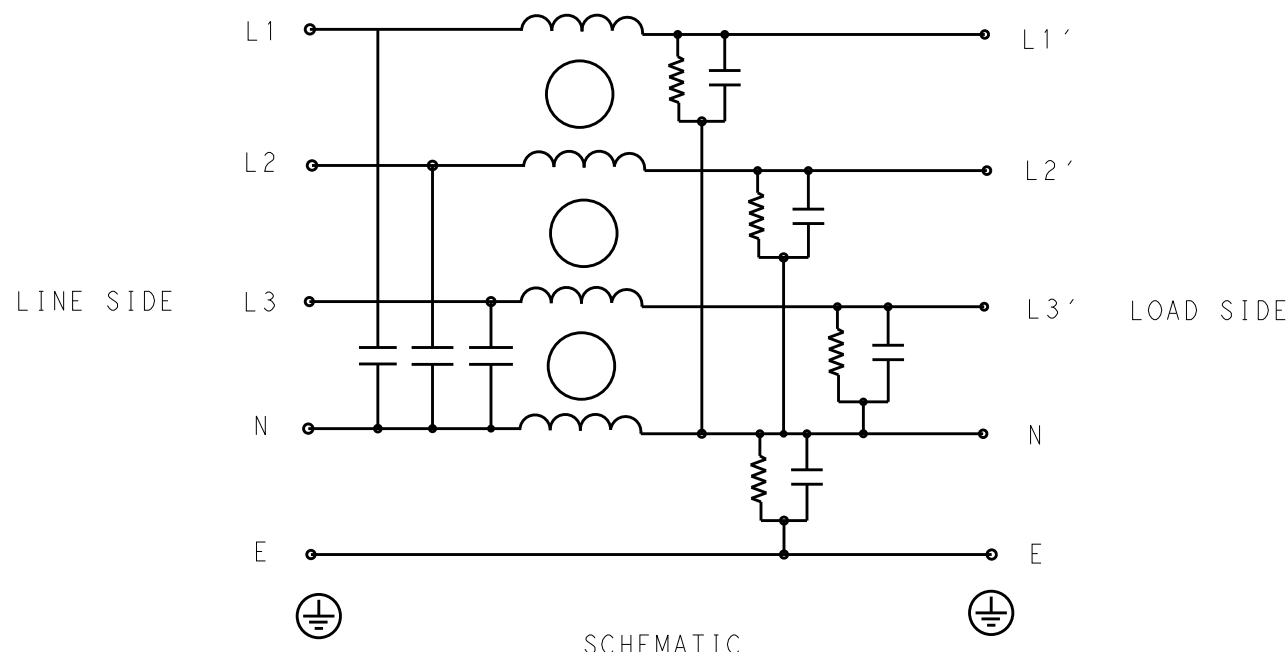 L1 L1′
L2 L2′
LINE SIDE L3 L3′ LOAD SIDE
N N
E E
SCHEMATIC